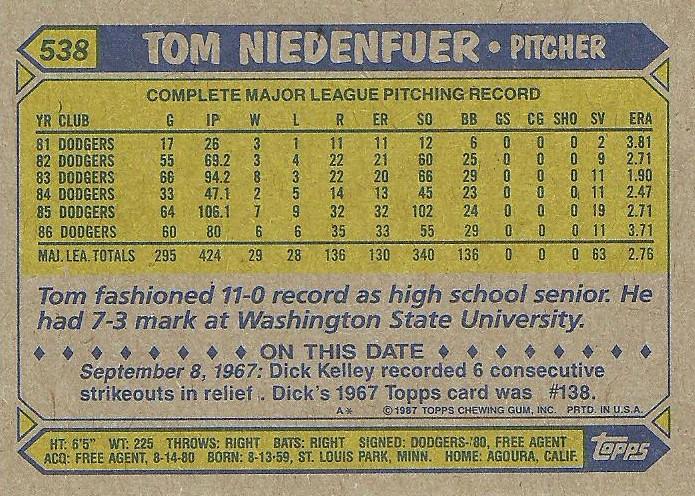 538 TOM NIEDENFUER • PITCHER
COMPLETE MAJOR LEAGUE PITCHING RECORD
YR CLUB G IP W L R ER SO BB GS CG SHO SV ERA
81 DODGERS 17 26 3 1 11 11 12 6 0 0 0 2 3.81
82 DODGERS 55 69.2 3 4 22 21 60 25 0 0 0 9 2.71
83 DODGERS 66 94.2 8 3 22 20 66 29 0 0 0 11 1.90
84 DODGERS 33 47.1 2 5 14 13 45 23 0 0 0 11 2.47
85 DODGERS 64 106.1 7 9 32 32 102 24 0 0 0 19 2.71
86 DODGERS 60 80 6 6 35 33 55 29 0 0 0 11 3.71
MAJ. LEA. TOTALS 295 424 29 28 136 130 340 136 0 0 0 63 2.76
Tom fashioned 11-0 record as high school senior. He
had 7-3 mark at Washington State University.
ON THIS DATE
September 8, 1967: Dick Kelley recorded 6 consecutive
strikeouts in relief . Dick's 1967 Topps card was #138.
A* ©1987 TOPPS CHEWING GUM, INC. PRTD. IN U.S.A.
HT: 6'5" WT: 225 THROWS: RIGHT BATS: RIGHT SIGNED: DODGERS-'80, FREE AGENT
ACQ: FREE AGENT, 8-14-80 BORN: 8-13-59, ST. LOUIS PARK, MINN. HOME: AGOURA, CALIF.
topps